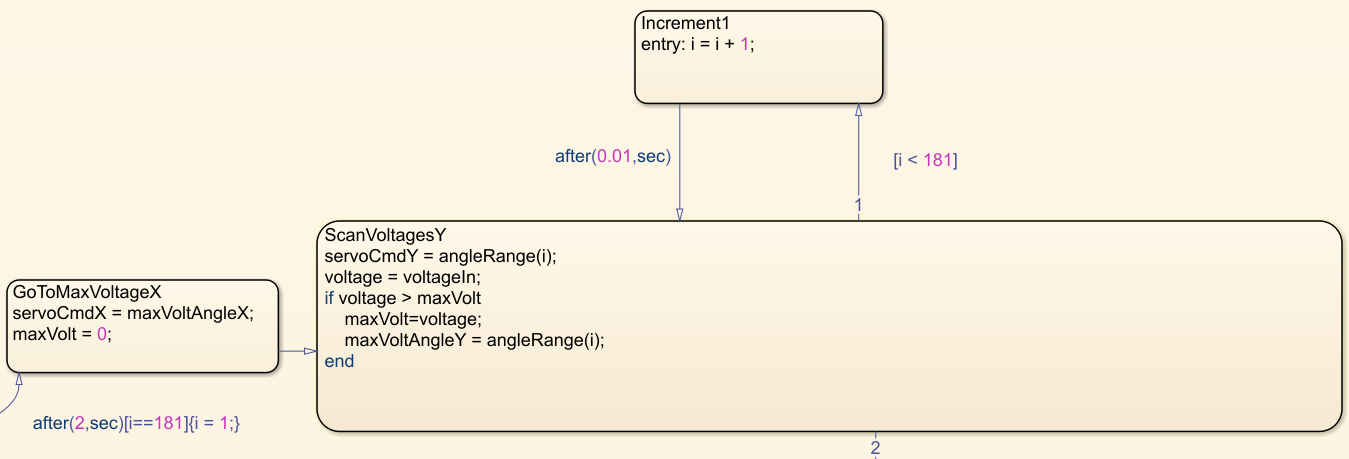 Increment1
entry: i = i + 1;
after(0.01,sec)
[i < 181]
1
ScanVoltagesY
servoCmdY = angleRange(i);
voltage = voltageIn;
if voltage > maxVolt
maxVolt=voltage;
maxVoltAngleY = angleRange(i);
end
GoToMaxVoltageX
servoCmdX = maxVoltAngleX;
maxVolt = 0;
after(2,sec)[i==181]{i = 1;}
2